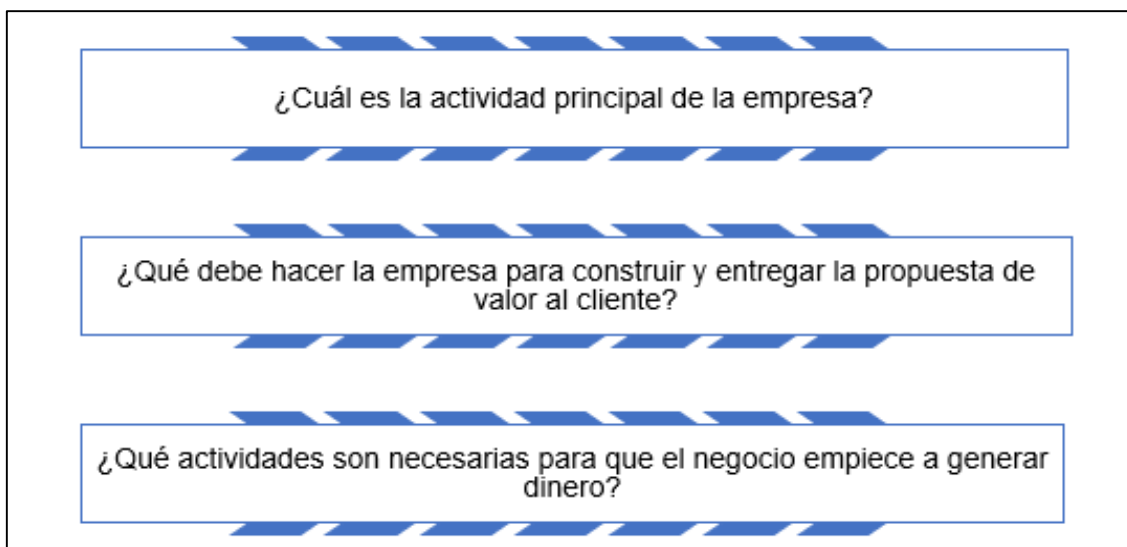 ¿Cuál es la actividad principal de la empresa?
¿Qué debe hacer la empresa para construir y entregar la propuesta de
valor al cliente?
¿Qué actividades son necesarias para que el negocio empiece a generar
dinero?